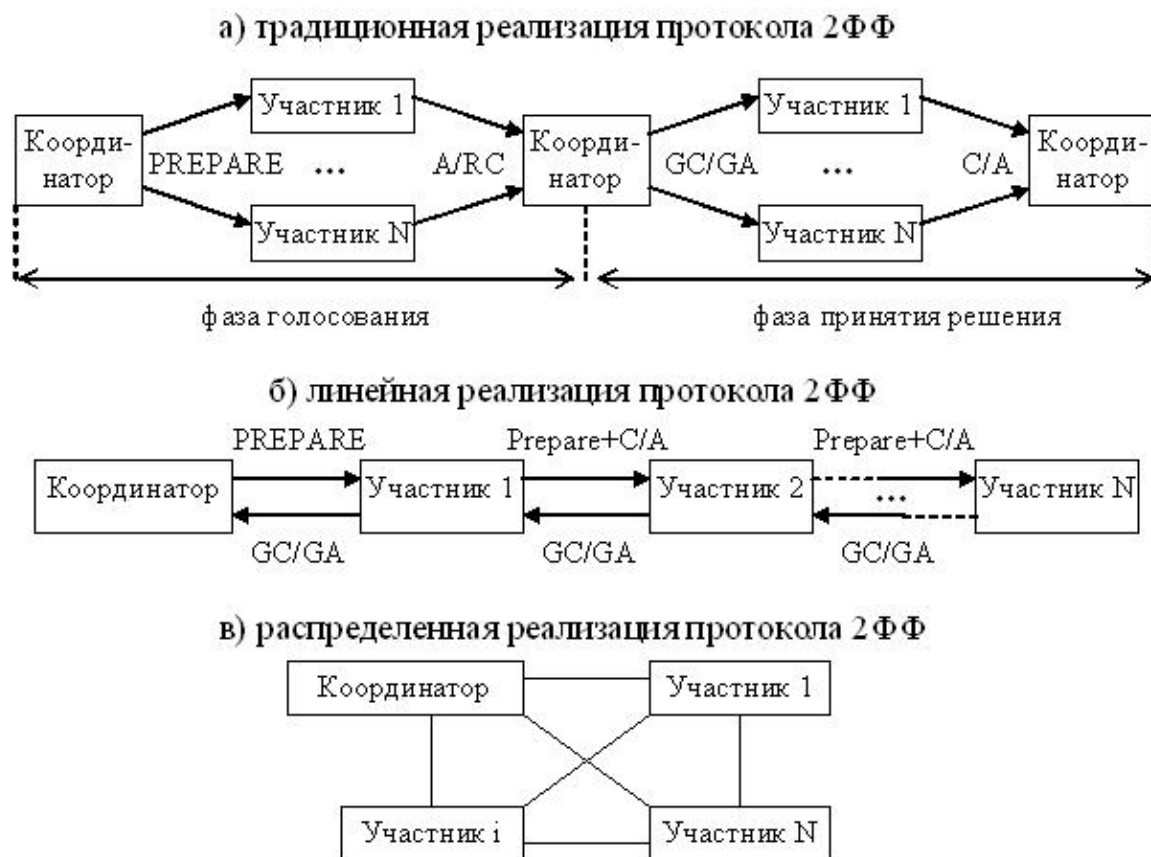 а) традиционная реализация протокола 2ФФ
Участник 1
Участник 1
Коорди-
натор
PREPARE
...
A/RC
Коорди-
натор
GC/GA
...
C/A
Коорди-
натор
Участник N
Участник N
фаза голосования
фаза принятия решения
б) линейная реализация протокола 2ФФ
PREPARE
Prepare+C/A
Prepare+C/A
Координатор
Участник 1
Участник 2
...
Участник N
GC/GA
GC/GA
GC/GA
в) распределенная реализация протокола 2ФФ
Координатор
Участник 1
Участник i
Участник N